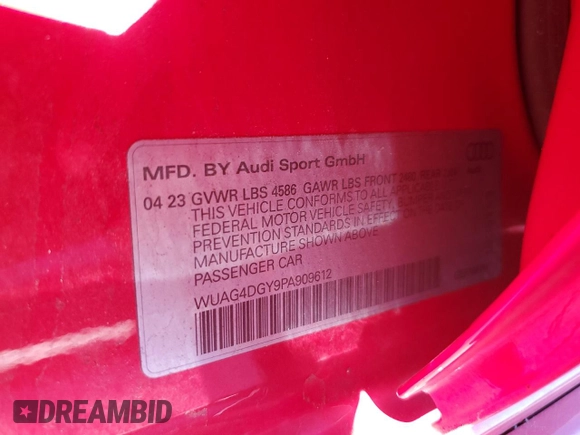 MFD. BY Audi Sport GmbH
04 23 GVWR LBS 4586 GAWR LBS FRONT
THIS VEHICLE CONFORMS TO ALL APPLICABLE
FEDERAL MOTOR VEHICLE SAFETY
STANDARDS IN EFFECT
MANUFACTURE SHOWN ABOVE
PASSENGER CAR
WUAG4DGY9PA909612
DREAMBID